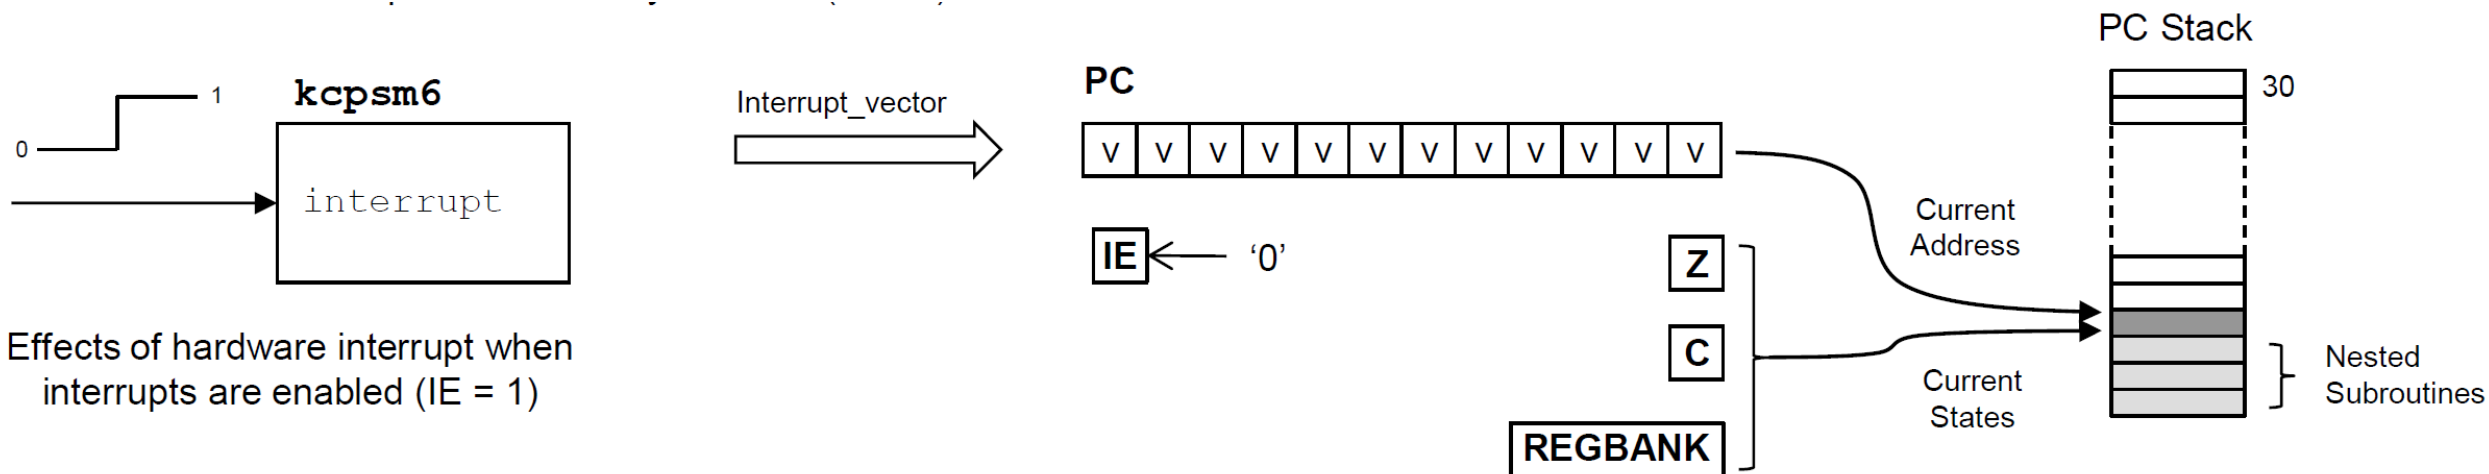 PC Stack
30
0
1
kcpsm6
interrupt
Interrupt_vector
PC
v v v v v v v v v v v v
IE
‘0’
Z
C
REGBANK
Current
Address
Current
States
Nested
Subroutines
Effects of hardware interrupt when
interrupts are enabled (IE = 1)